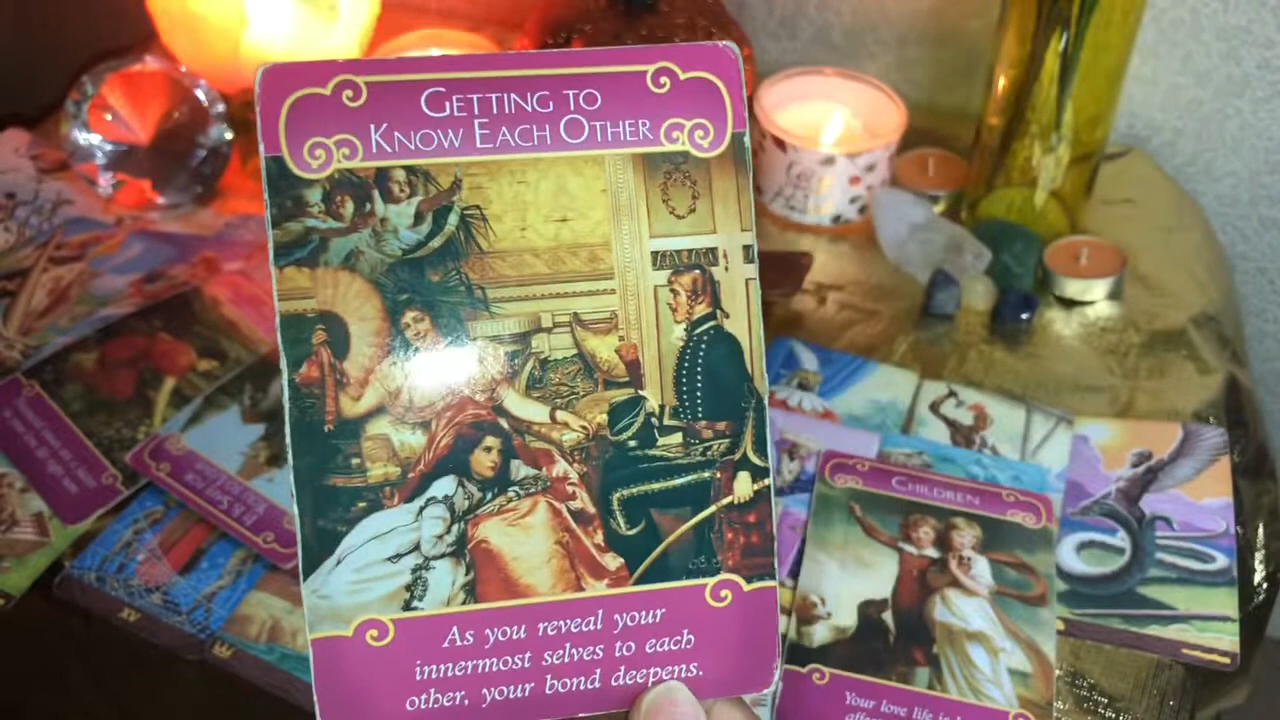 GETTING TO
KNOW EACH OTHER
As you reveal your
innermost selves to each
other, your bond deepens.
CHILDREN
Your love life is
XV